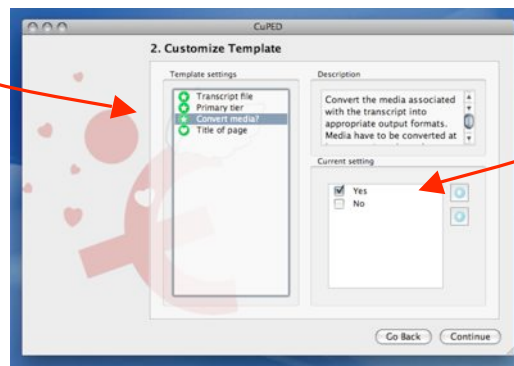 CuPED
2. Customize Template
Template settings
Transcript file
Primary tier
Convert media?
Title of page
Description
Convert the media associated
with the transcript into
appropriate output formats.
Media have to be converted at
Current setting
Yes
No
Go Back
Continue